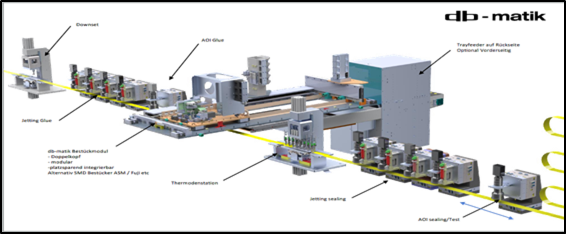 db-matik
Downset
AOI Glue
Trayfeeder auf Rückseite
Optional Vorderseitig
Jetting Glue
db-matik Bestückmodul
- Doppelkopf
- modular
-platzsparend integrierbar
Alternativ SMD Bestücker ASM / Fuji etc
Thermodenstation
Jetting sealing
AOI sealing/Test